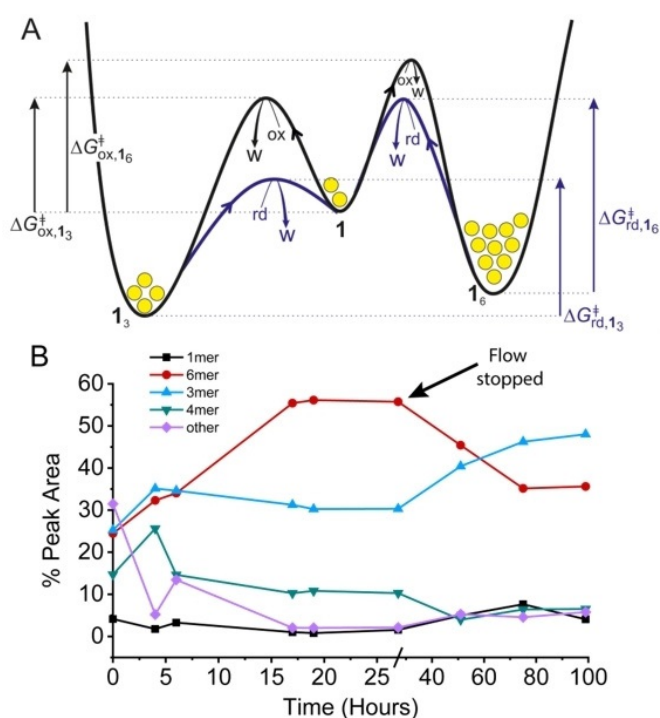 A
ox
w
ox
w
rd
w
rd
w
ΔG‡ox,1₆
ΔG‡ox,1₃
1
ΔG‡rd,1₆
1₃
1₆
ΔG‡rd,1₃
B
1mer
6mer
3mer
4mer
other
Flow
stopped
60
50
40
30
20
10
0
% Peak Area
0 5 10 15 20 25 40 60 80 100
Time (Hours)